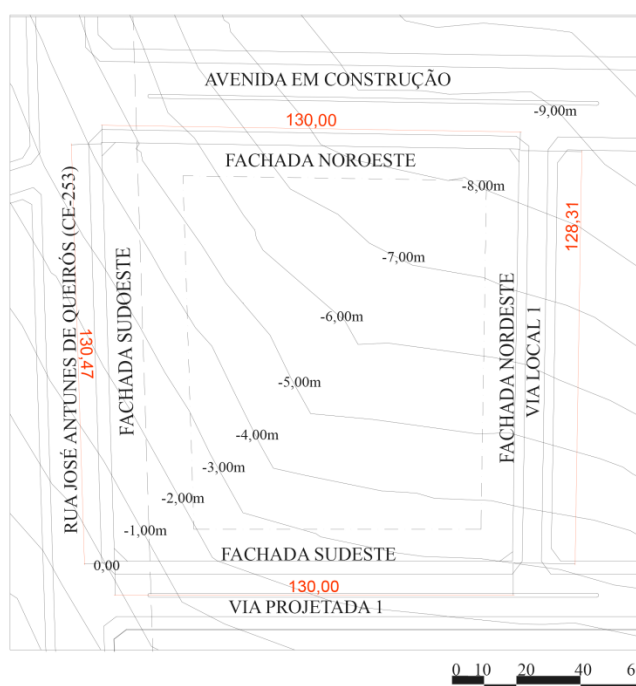 AVENIDA EM CONSTRUÇÃO
-9,00m
130,00
FACHADA NOROESTE
-8,00m
RUA JOSÉ ANTUNES DE QUEIRÓS (CE-253)
130,47
FACHADA SUDOESTE
-7,00m
-6,00m
-5,00m
-4,00m
-3,00m
-2,00m
-1,00m
0,00
FACHADA NORDESTE
VIA LOCAL 1
128,31
FACHADA SUDESTE
130,00
VIA PROJETADA 1
0 10 20 40